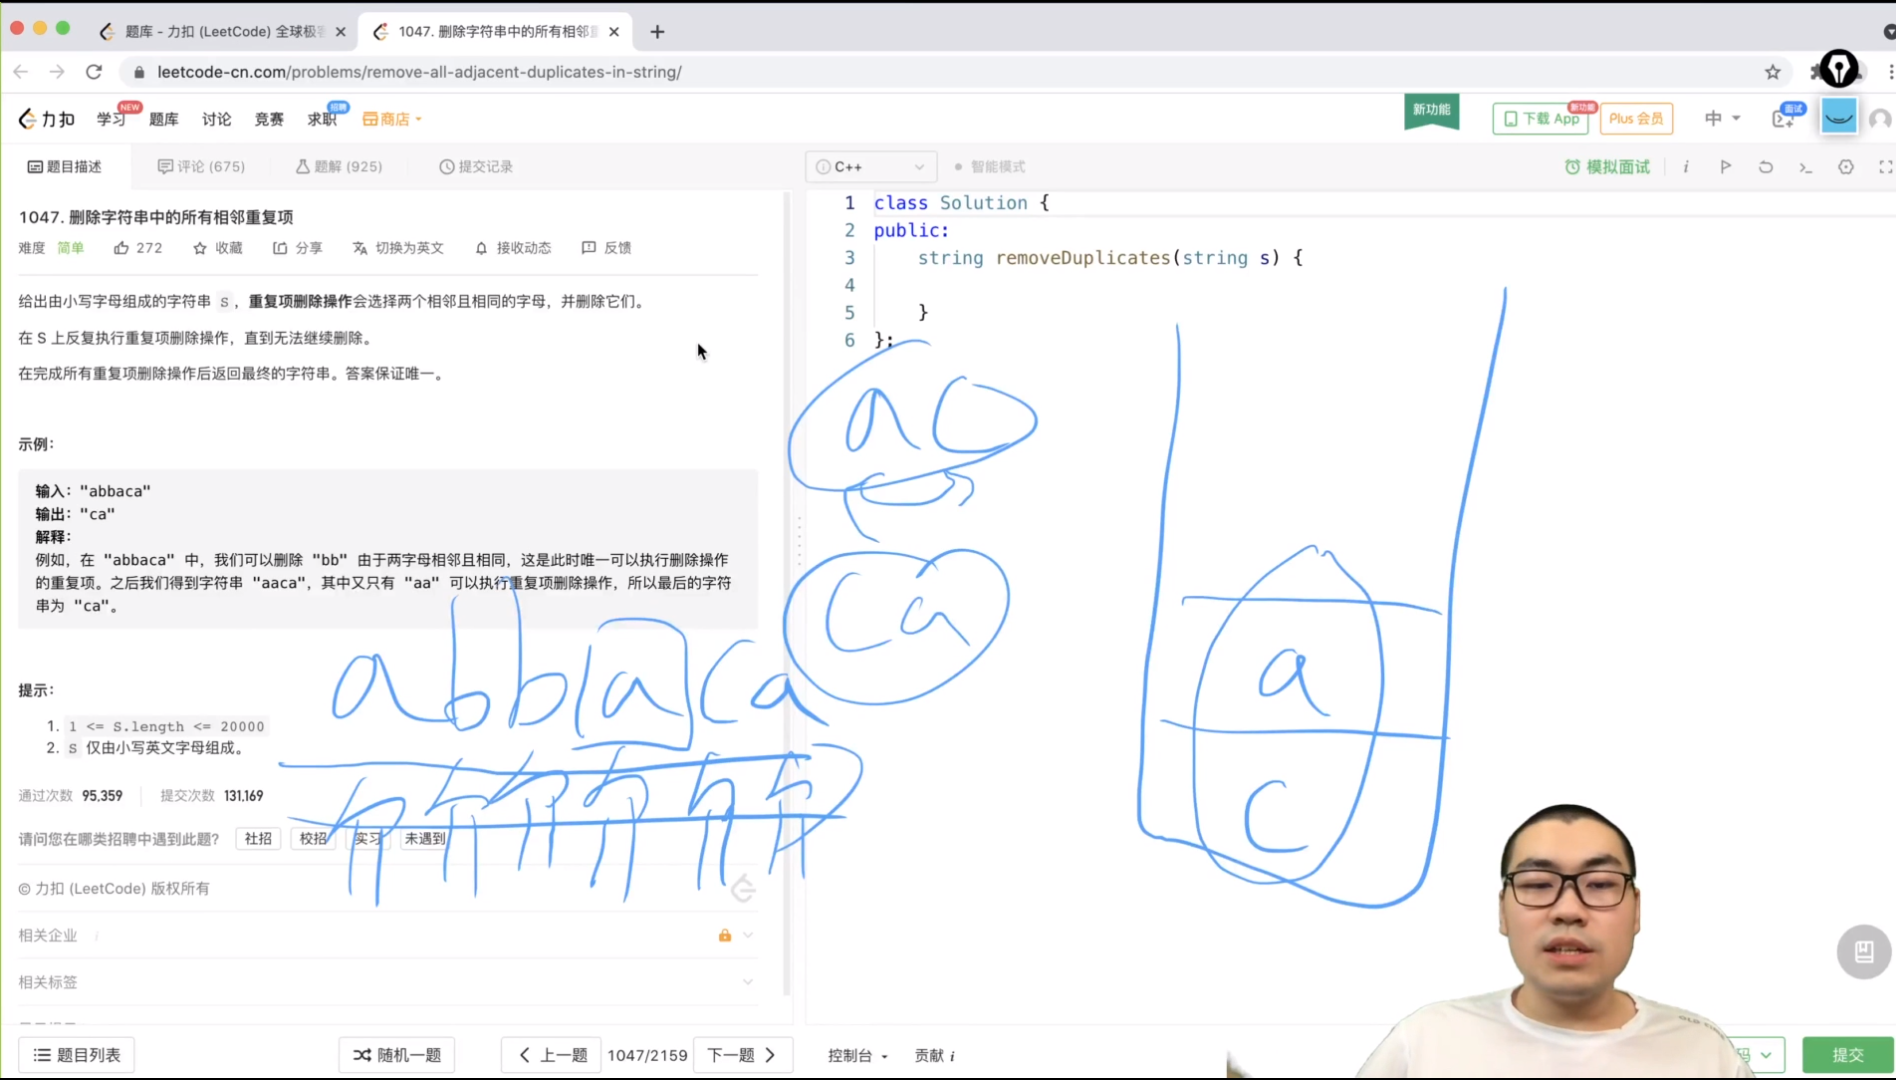 题库 - 力扣 (LeetCode) 全球极
1047. 删除字符串中的所有相邻
leetcode-cn.com/problems/remove-all-adjacent-duplicates-in-string/
力扣
学习
NEW
题库
讨论
竞赛
求职
招聘
商店
新功能
下载 App
新功能
Plus 会员
中
面试
题目描述
评论 (675)
题解 (925)
提交记录
C++
智能模式
模拟面试
i
1047. 删除字符串中的所有相邻重复项
难度 简单 272 收藏 分享 切换为英文 接收动态 反馈
给出由小写字母组成的字符串 S，重复项删除操作会选择两个相邻且相同的字母，并删除它们。
在 S 上反复执行重复项删除操作，直到无法继续删除。
在完成所有重复项删除操作后返回最终的字符串。答案保证唯一。
示例：
输入："abbaca"
输出："ca"
解释：
例如，在 "abbaca" 中，我们可以删除 "bb" 由于两字母相邻且相同，这是此时唯一可以执行删除操作
的重复项。之后我们得到字符串 "aaca"，其中又只有 "aa" 可以执行重复项删除操作，所以最后的字符
串为 "ca"。
提示：
1. 1 <= S.length <= 20000
2. S 仅由小写英文字母组成。
通过次数 95,359 提交次数 131,169
请问您在哪类招聘中遇到此题？ 社招 校招 实习 未遇到
© 力扣 (LeetCode) 版权所有
相关企业 i
相关标签
1 class Solution {
2 public:
3 string removeDuplicates(string s) {
4
5 }
6 };
ac
ca
abbaca
a
c
题目列表
随机一题
上一题
1047/2159
下一题
控制台
贡献 i
码
提交